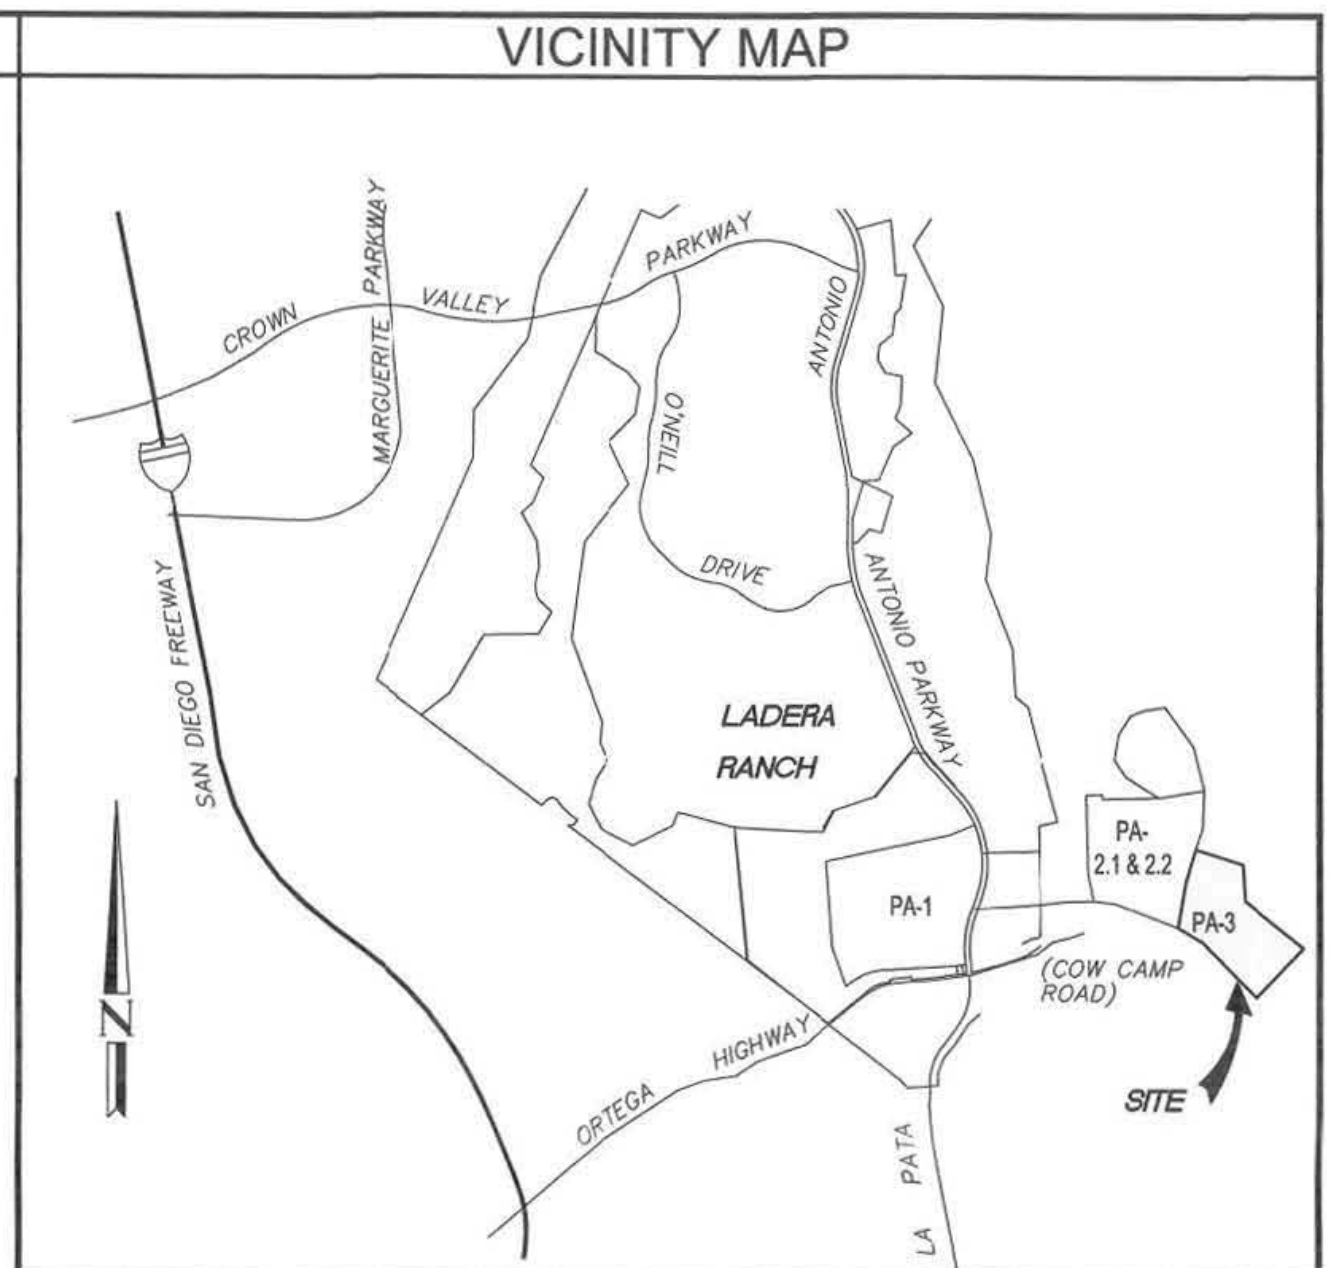 VICINITY MAP
MARGUERITE PARKWAY
CROWN
VALLEY
PARKWAY
ANTONIO
O'NEILL
DRIVE
ANTONIO PARKWAY
SAN DIEGO FREEWAY
LADERA
RANCH
PA-
2.1 & 2.2
PA-1
PA-3
(COW CAMP
ROAD)
N
HIGHWAY
ORTEGA
SITE
LA PATA